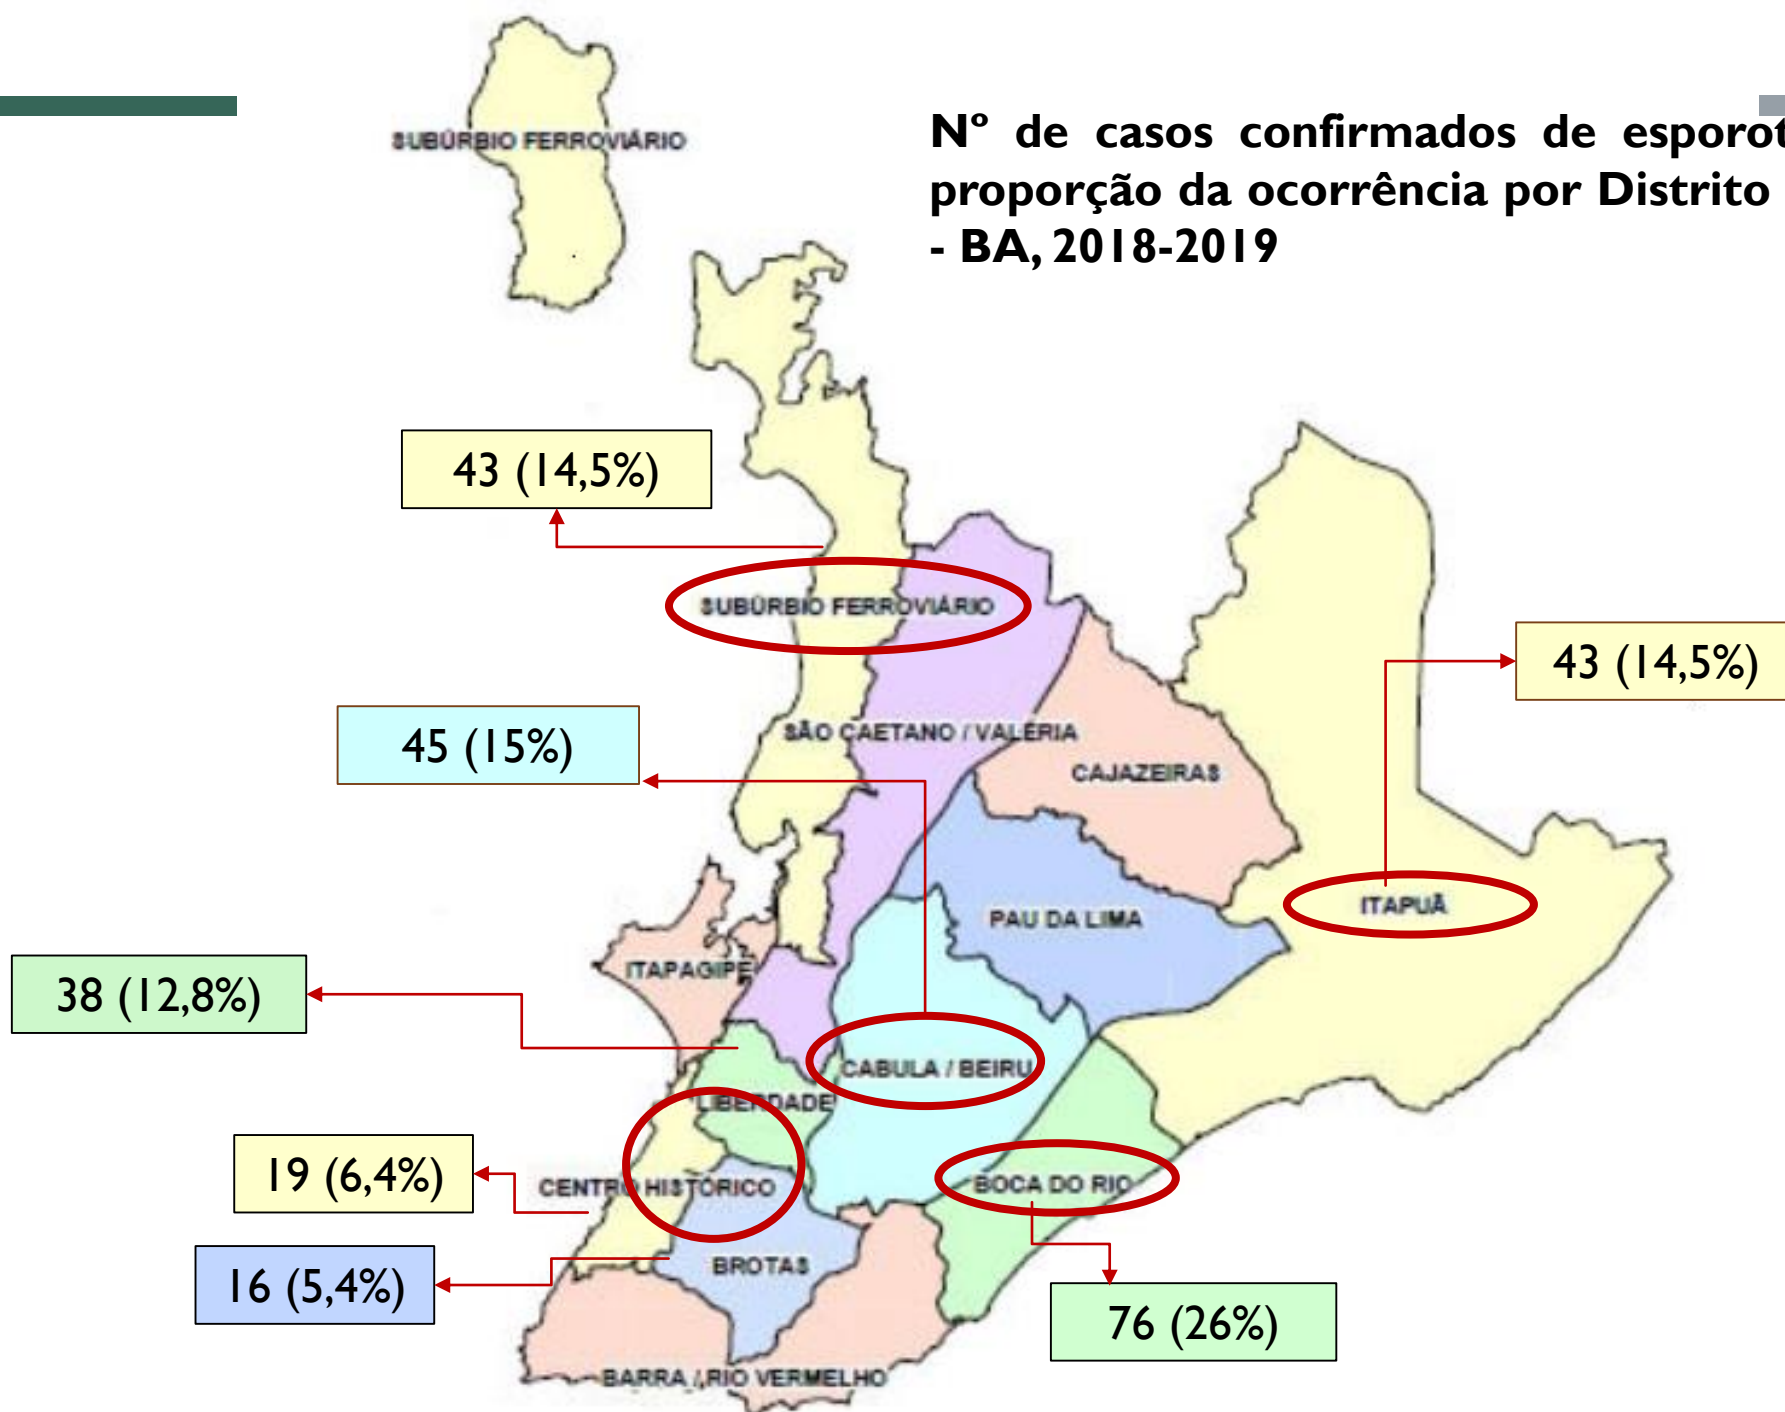 SUBÚRBIO FERROVIÁRIO
Nº de casos confirmados de esporot
proporção da ocorrência por Distrito
- BA, 2018-2019
43 (14,5%)
SUBÚRBIO FERROVIÁRIO
43 (14,5%)
45 (15%)
SÃO CAETANO / VALÉRIA
CAJAZEIRAS
ITAPUÃ
PAU DA LIMA
ITAPAGIPE
38 (12,8%)
CABULA / BEIRU
LIBERDADE
19 (6,4%)
CENTRO HISTÓRICO
BOCA DO RIO
BROTAS
16 (5,4%)
76 (26%)
BARRA / RIO VERMELHO